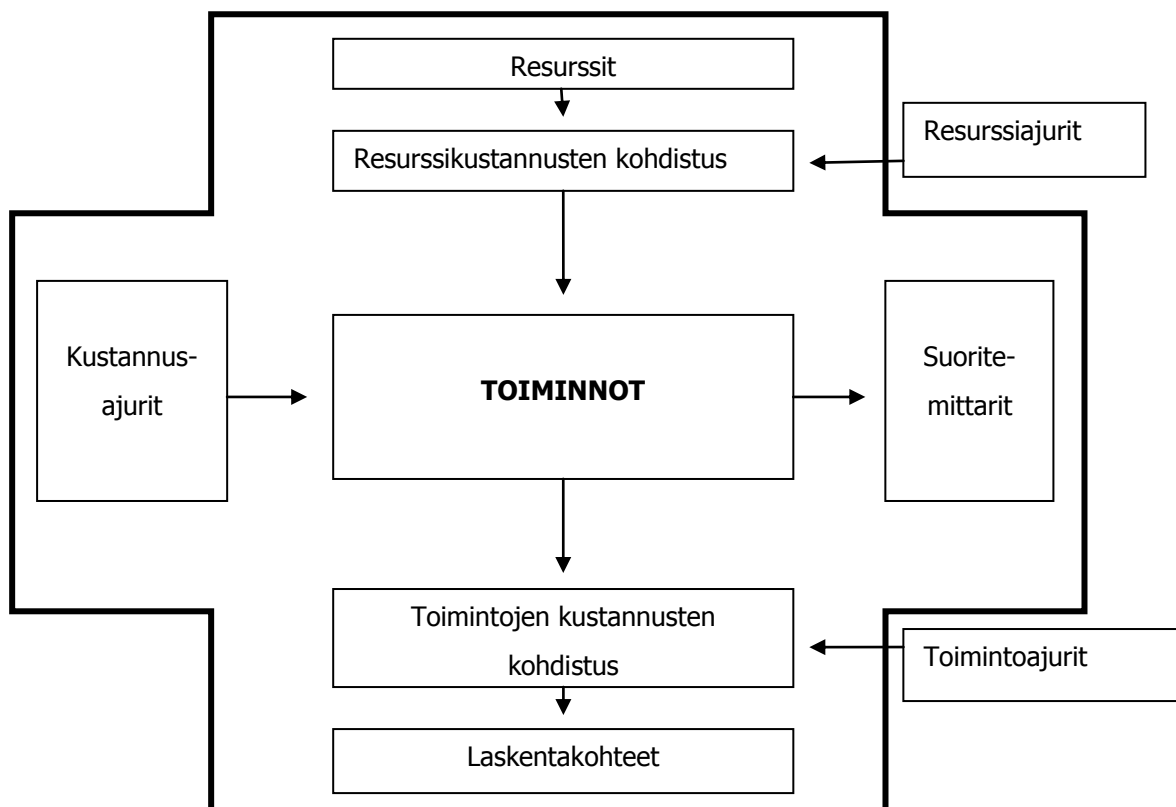 Resurssit
Resurssikustannusten kohdistus
Resurssiajurit
Kustannus-
ajurit
TOIMINNOT
Suorite-
mittarit
Toimintojen kustannusten
kohdistus
Toimintoajurit
Laskentakohteet